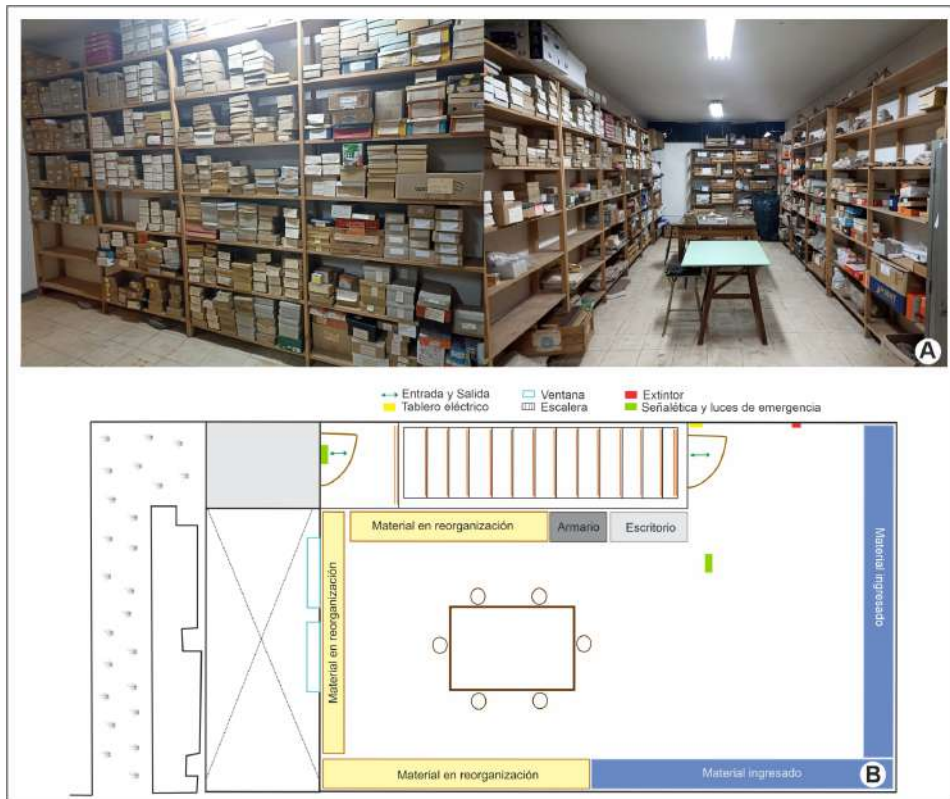 A
Entrada y Salida
Ventana
Extintor
Tablero eléctrico
Escalera
Señalética y luces de emergencia
Material en reorganización
Armario
Escritorio
Material en reorganización
Material ingresado
Material en reorganización
Material ingresado
B